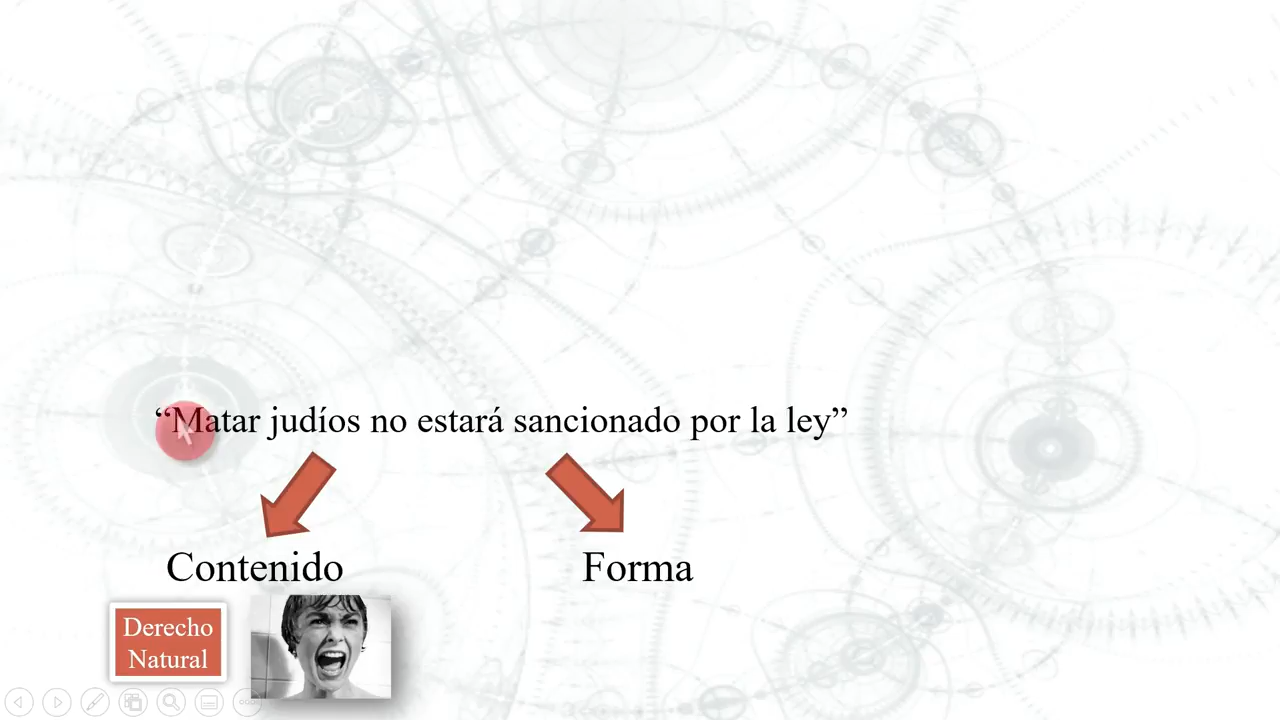 “Matar judíos no estará sancionado por la ley”
Contenido
Forma
Derecho
Natural